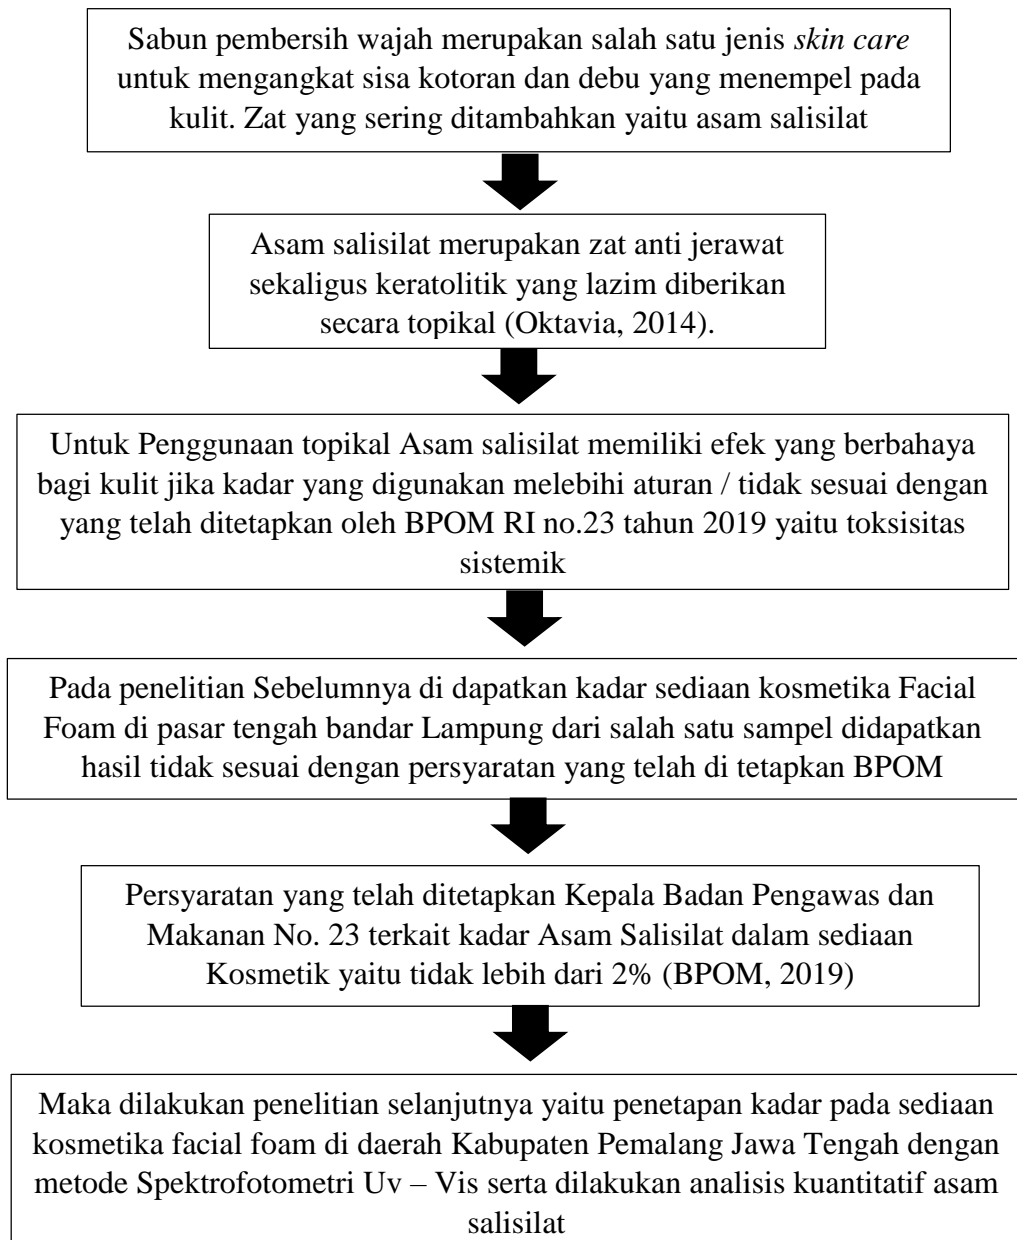 Sabun pembersih wajah merupakan salah satu jenis skin care
untuk mengangkat sisa kotoran dan debu yang menempel pada
kulit. Zat yang sering ditambahkan yaitu asam salisilat
Asam salisilat merupakan zat anti jerawat
sekaligus keratolitik yang lazim diberikan
secara topikal (Oktavia, 2014).
Untuk Penggunaan topikal Asam salisilat memiliki efek yang berbahaya
bagi kulit jika kadar yang digunakan melebihi aturan / tidak sesuai dengan
yang telah ditetapkan oleh BPOM RI no.23 tahun 2019 yaitu toksisitas
sistemik
Pada penelitian Sebelumnya di dapatkan kadar sediaan kosmetika Facial
Foam di pasar tengah bandar Lampung dari salah satu sampel didapatkan
hasil tidak sesuai dengan persyaratan yang telah di tetapkan BPOM
Persyaratan yang telah ditetapkan Kepala Badan Pengawas dan
Makanan No. 23 terkait kadar Asam Salisilat dalam sediaan
Kosmetik yaitu tidak lebih dari 2% (BPOM, 2019)
Maka dilakukan penelitian selanjutnya yaitu penetapan kadar pada sediaan
kosmetika facial foam di daerah Kabupaten Pemalang Jawa Tengah dengan
metode Spektrofotometri Uv – Vis serta dilakukan analisis kuantitatif asam
salisilat